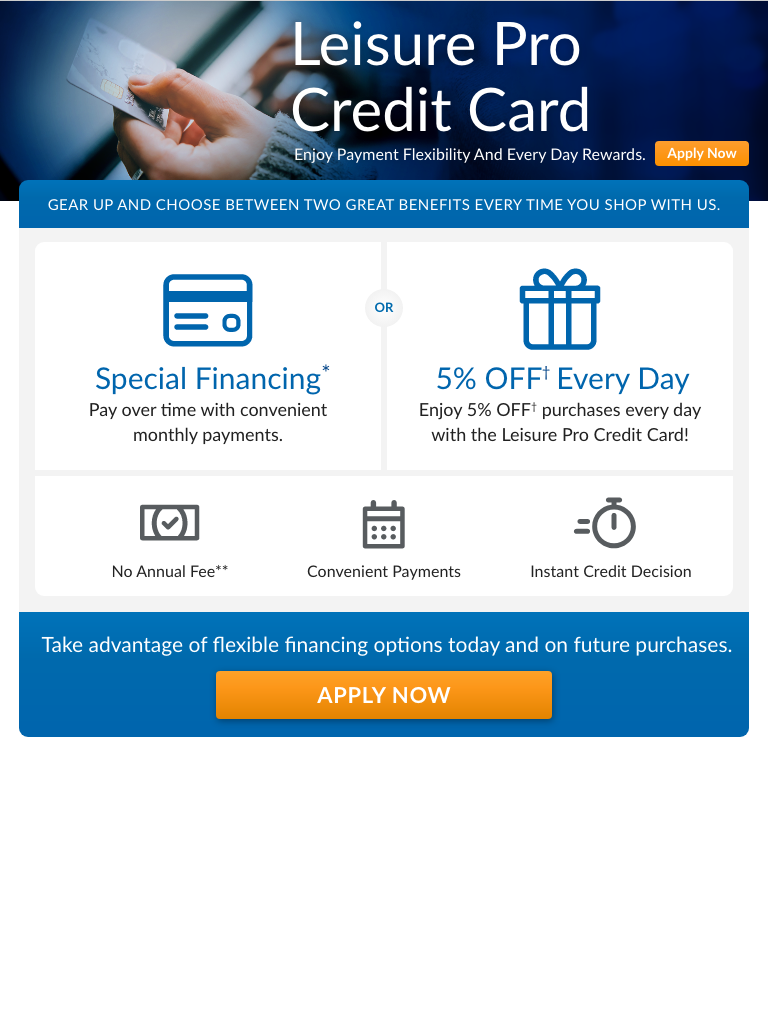 Leisure Pro
Credit Card
Enjoy Payment Flexibility And Every Day Rewards.
Apply Now
GEAR UP AND CHOOSE BETWEEN TWO GREAT BENEFITS EVERY TIME YOU SHOP WITH US.
OR
Special Financing*
Pay over time with convenient
monthly payments.
5% OFF† Every Day
Enjoy 5% OFF† purchases every day
with the Leisure Pro Credit Card!
No Annual Fee**
Convenient Payments
Instant Credit Decision
Take advantage of flexible financing options today and on future purchases.
APPLY NOW